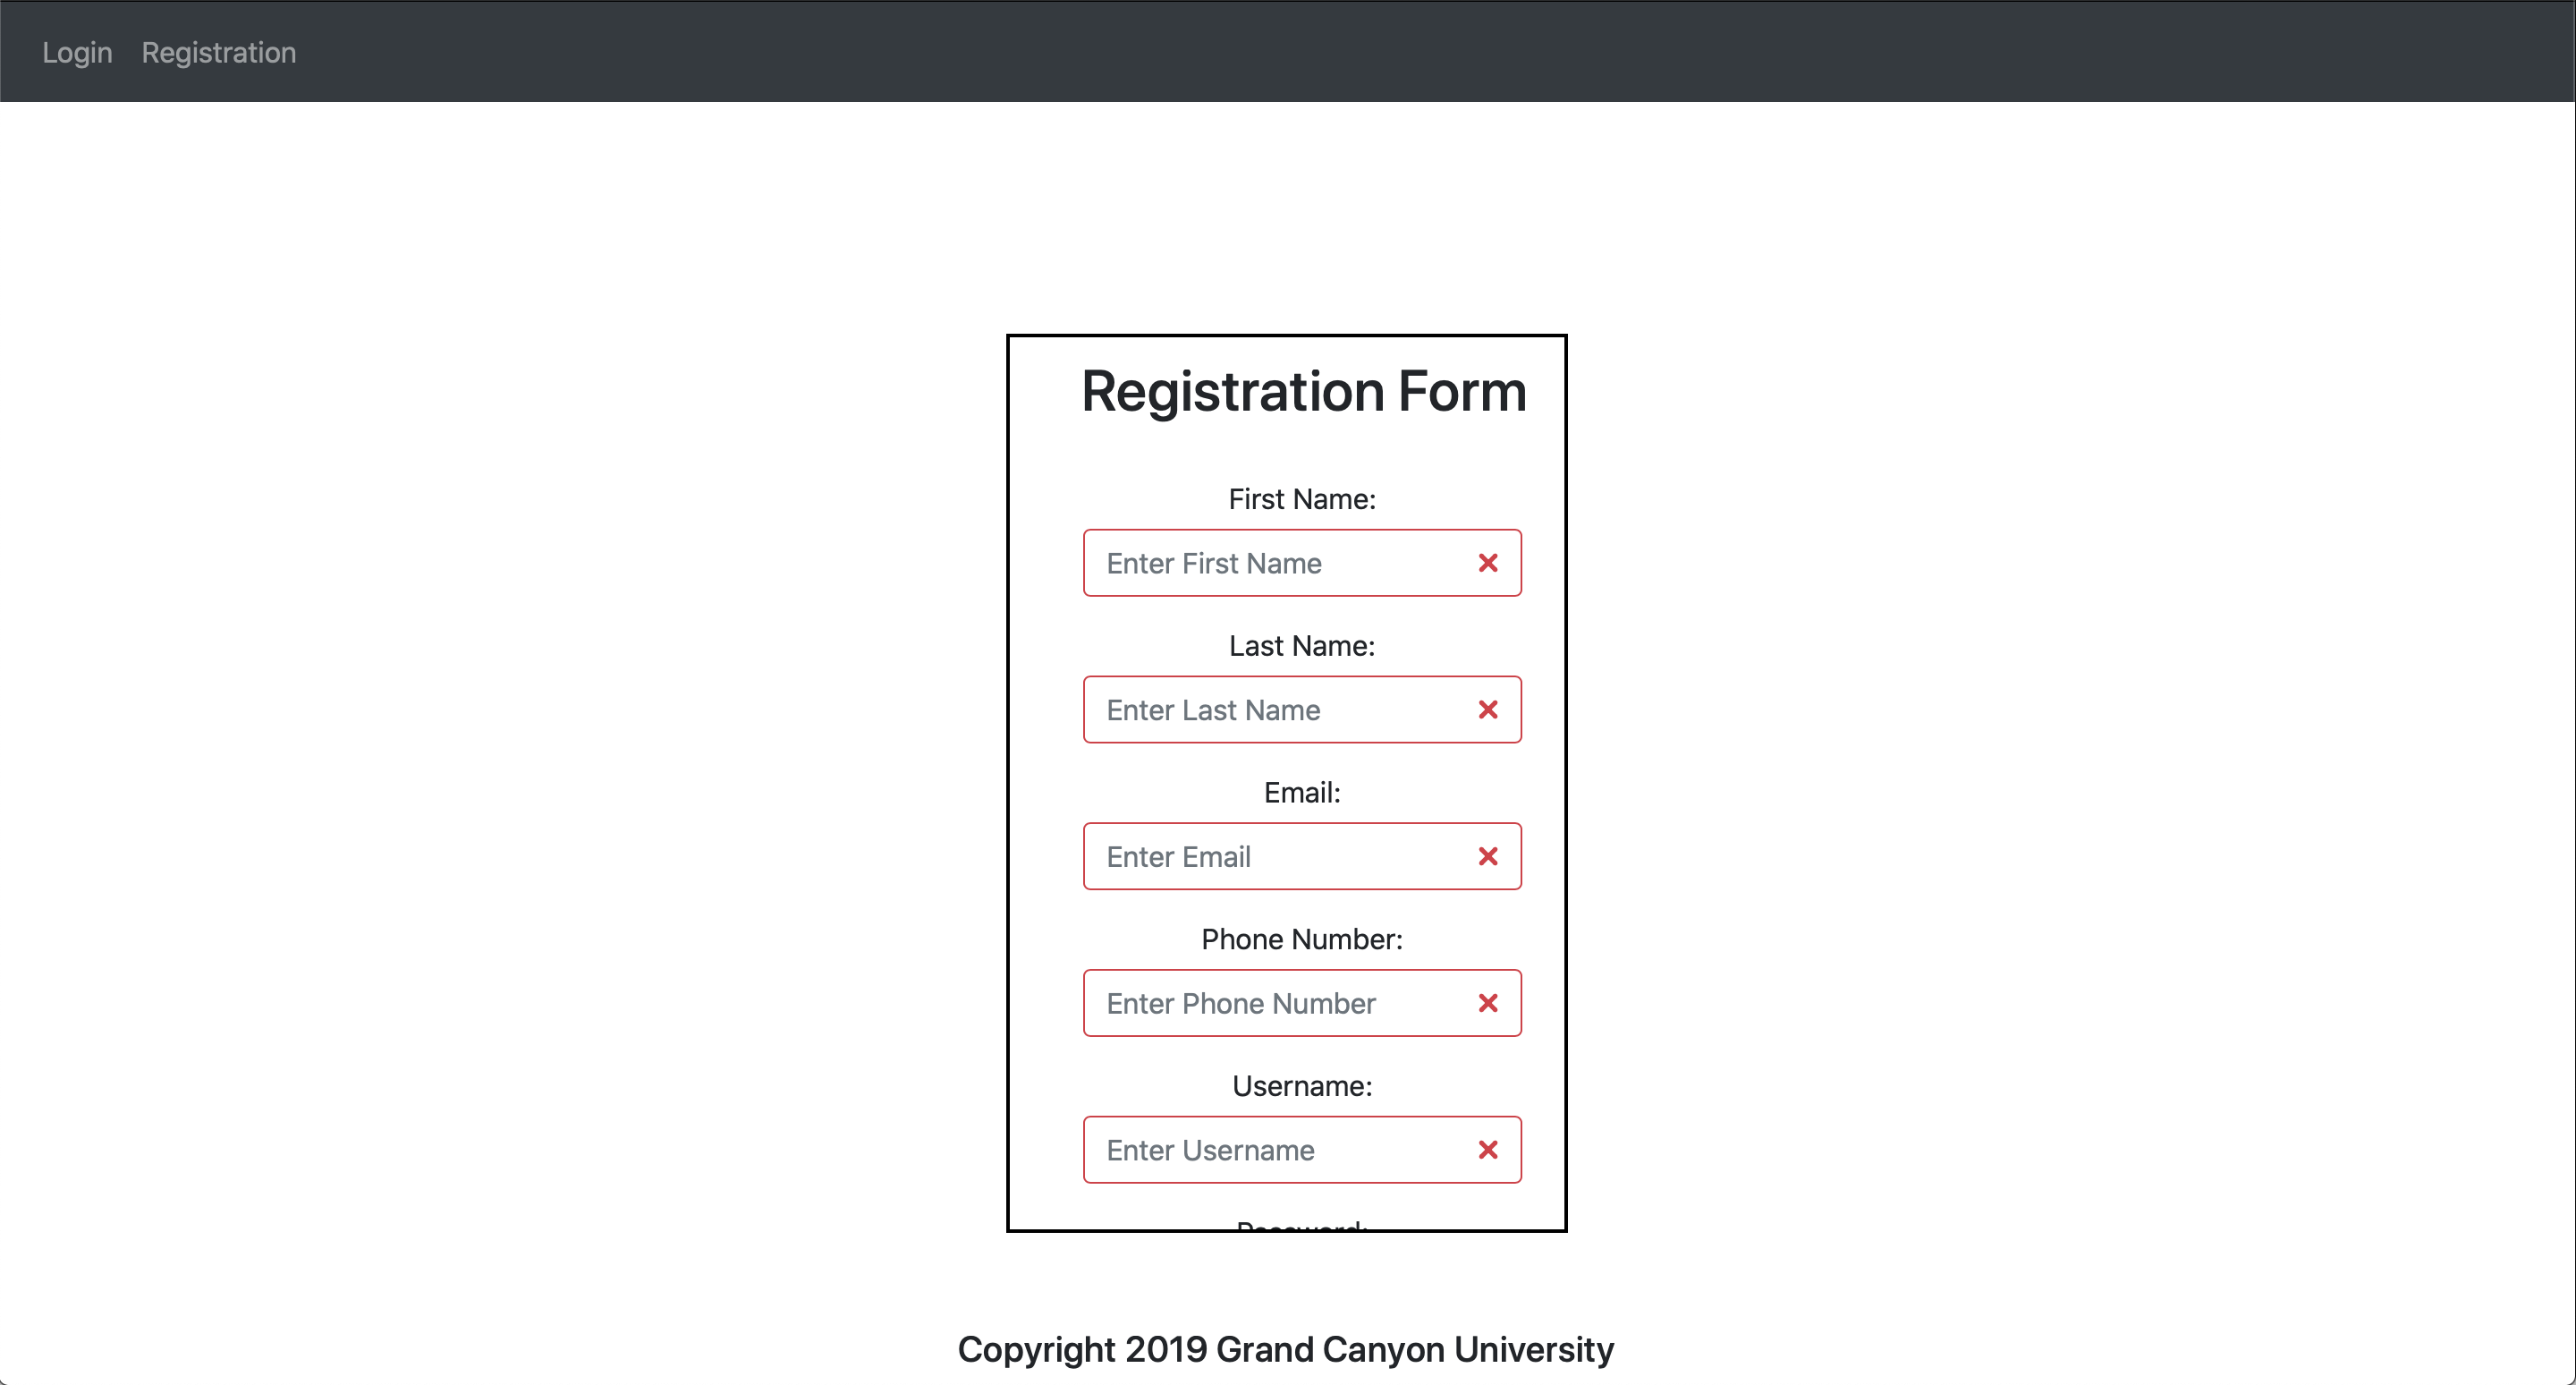 Login Registration
Registration Form
First Name:
Enter First Name
Last Name:
Enter Last Name
Email:
Enter Email
Phone Number:
Enter Phone Number
Username:
Enter Username
Password:
Copyright 2019 Grand Canyon University